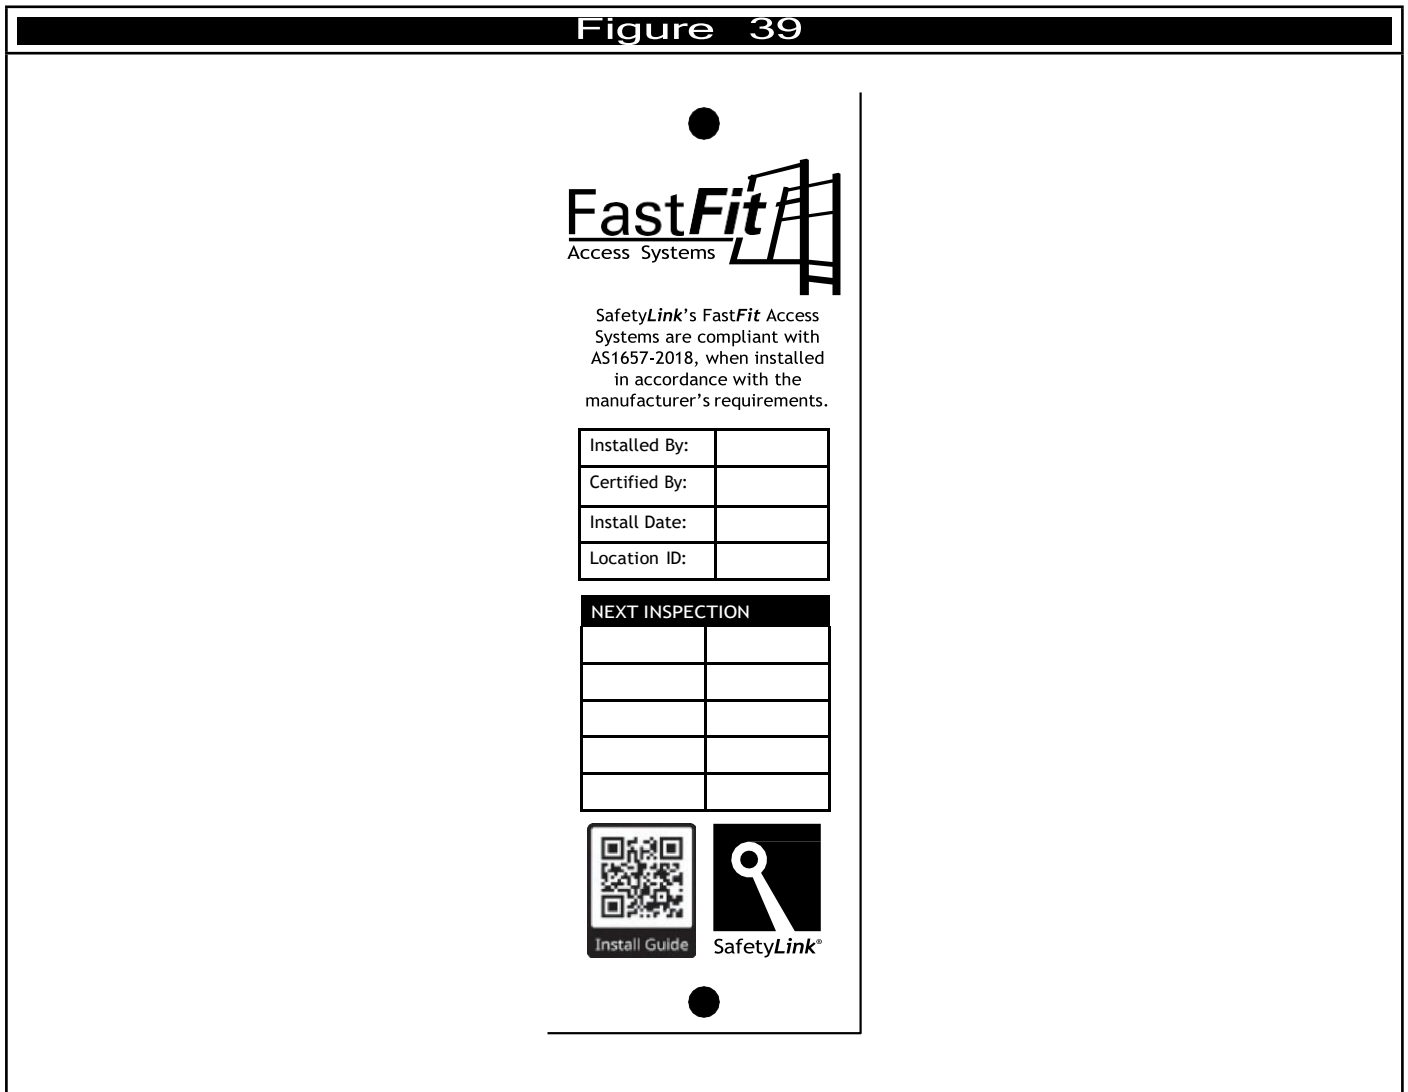 Figure 39
FastFit
Access Systems
SafetyLink’s FastFit Access
Systems are compliant with
AS1657-2018, when installed
in accordance with the
manufacturer’s requirements.
Installed By:
Certified By:
Install Date:
Location ID:
NEXT INSPECTION
Install Guide
SafetyLink®